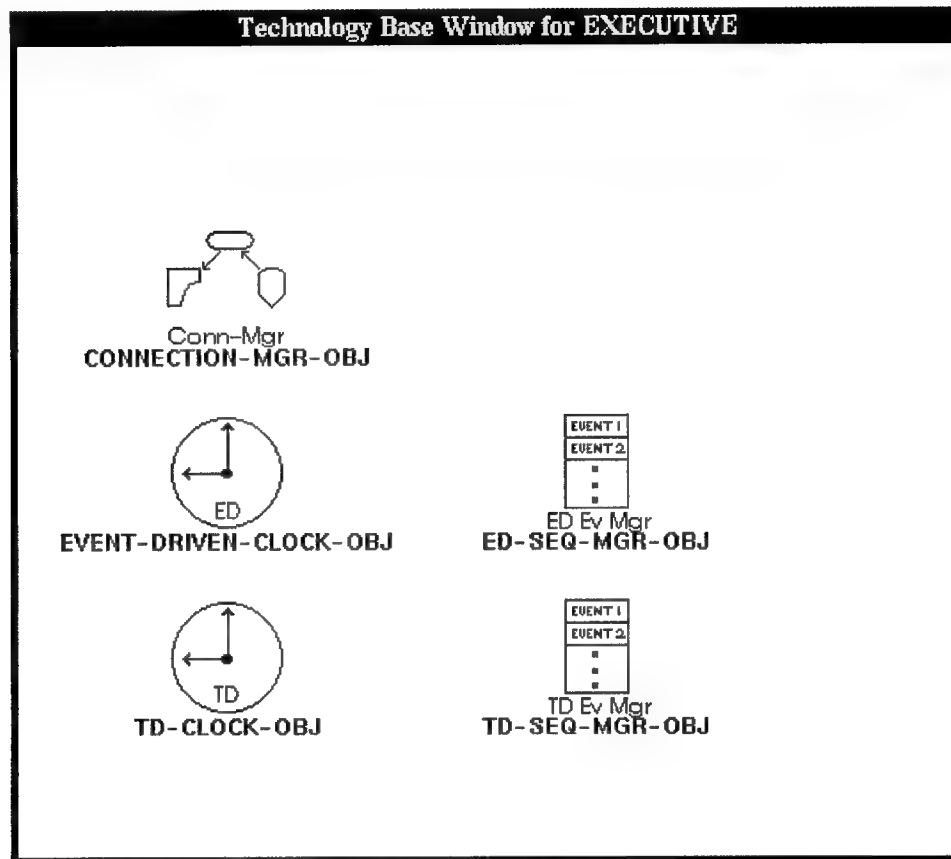 Technology Base Window for EXECUTIVE
Conn-Mgr
CONNECTION-MGR-OBJ
ED
EVENT-DRIVEN-CLOCK-OBJ
EVENT 1
EVENT 2
ED Ev Mgr
ED-SEQ-MGR-OBJ
TD
TD-CLOCK-OBJ
EVENT 1
EVENT 2
TD Ev Mgr
TD-SEQ-MGR-OBJ